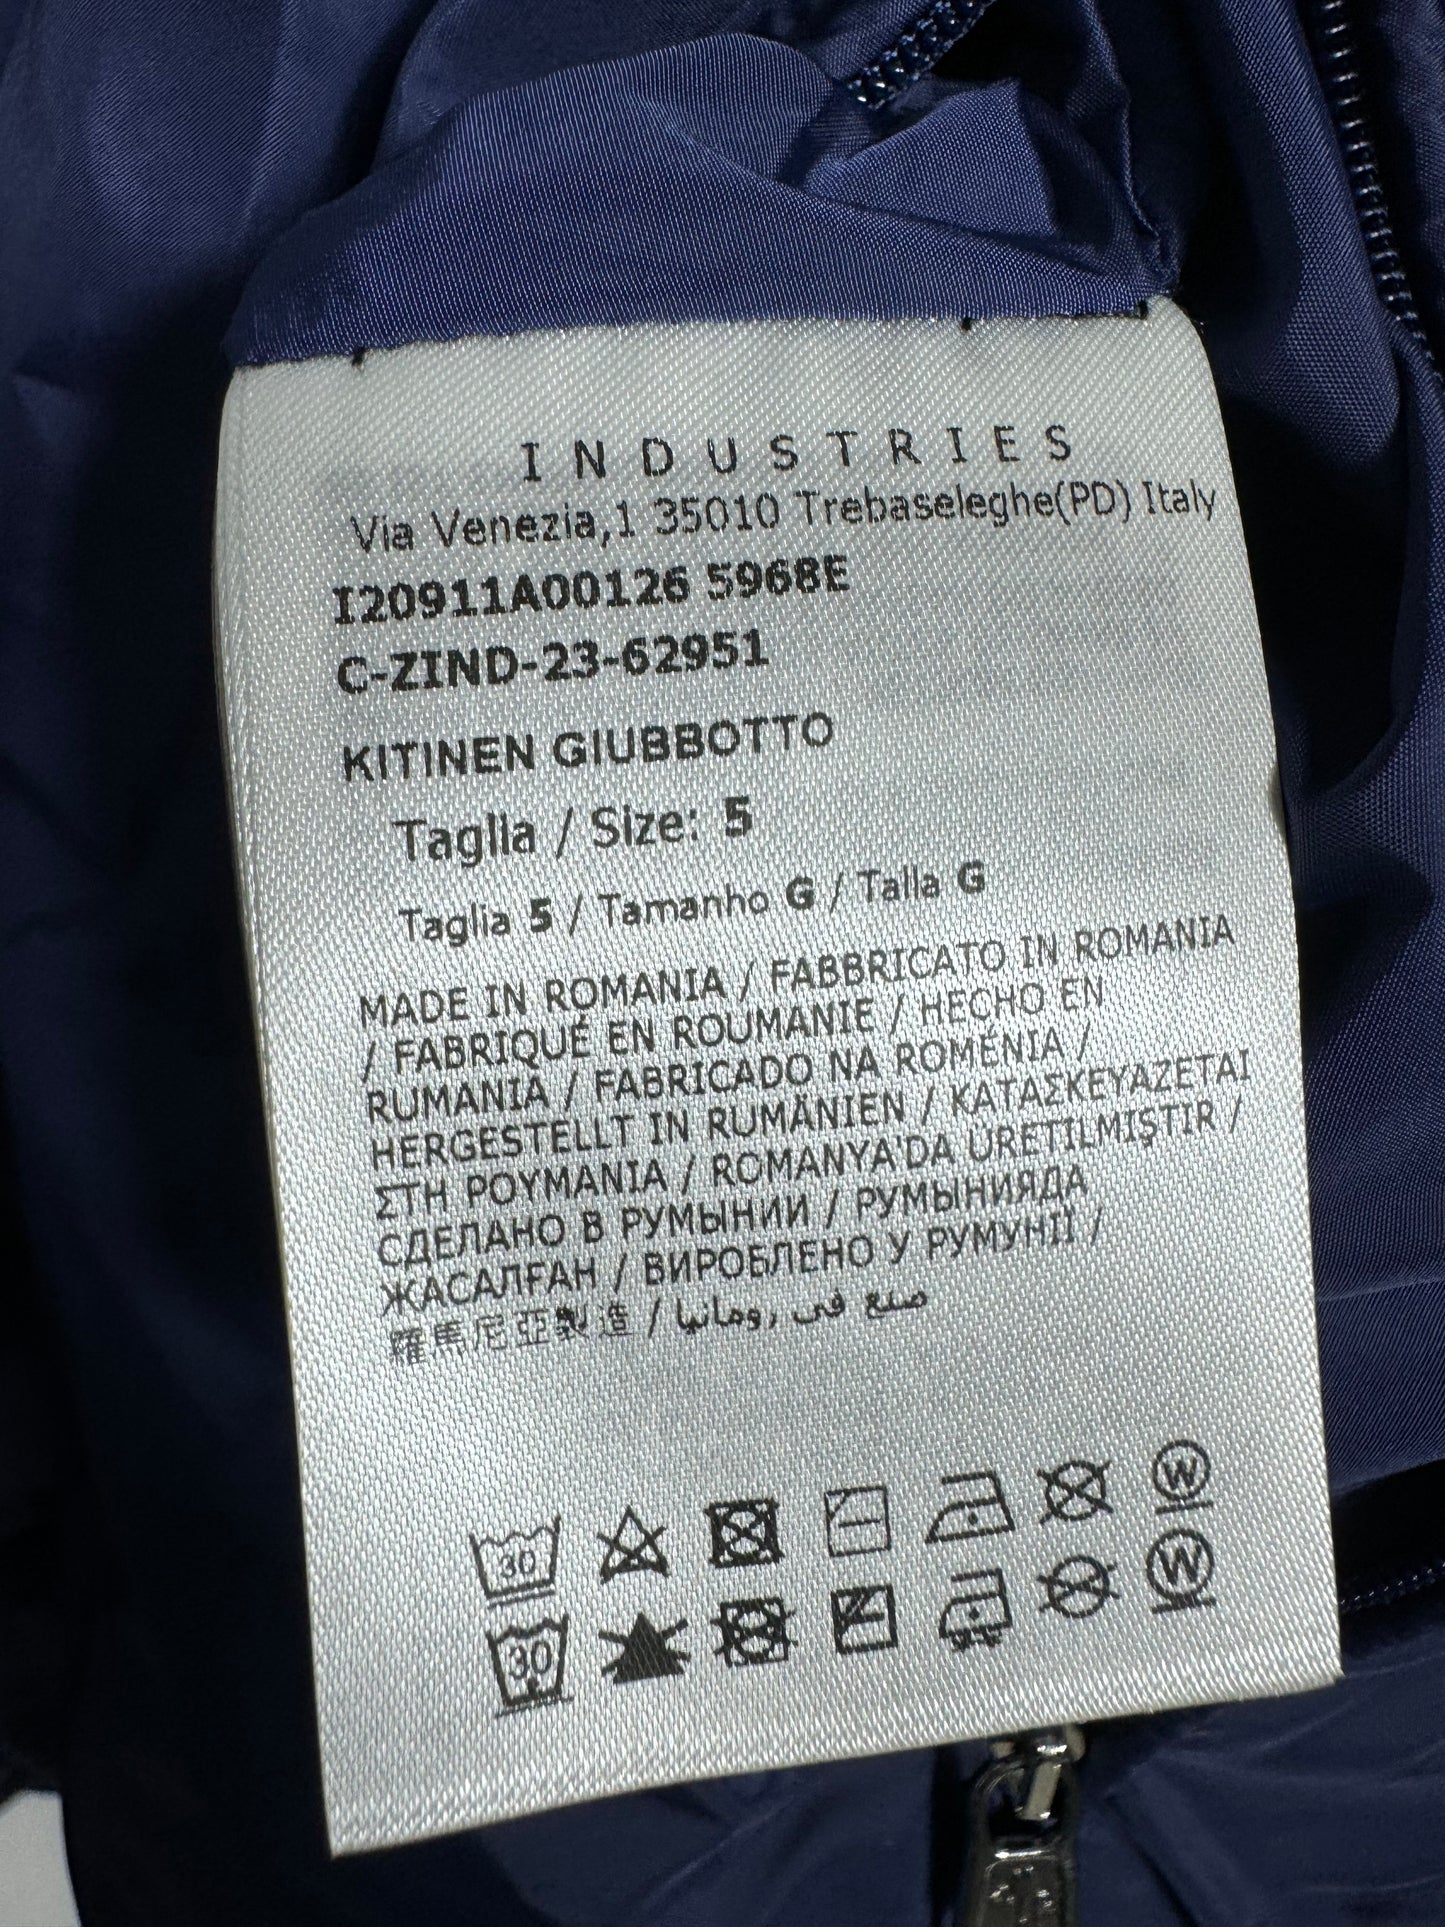 INDUSTRIES
Via Venezia,1 35010 Trebaseleghe(PD) Italy
I20911A00126 5968E
C-ZIND-23-62951
KITINEN GIUBBOTTO
Taglia / Size: 5
Taglia 5 / Tamanho G / Talla G
MADE IN ROMANIA / FABBRICATO IN ROMANIA
/ FABRIQUÉ EN ROUMANIE / HECHO EN
RUMANIA / FABRICADO NA ROMÉNIA /
HERGESTELLT IN RUMÄNIEN / ΚΑΤΑΣΚΕΥΑΖΕΤΑΙ
ΣΤΗ ΡΟΥΜΑΝΙΑ / ROMANYA'DA ÜRETİLMİŞTİR /
СДЕЛАНО В РУМЫНИИ / РУМЫНИЯДА
ЖАСАЛҒАН / ВИРОБЛЕНО У РУМУНІЇ /
羅馬尼亞製造 / صنع في رومانيا
30 W
30 W